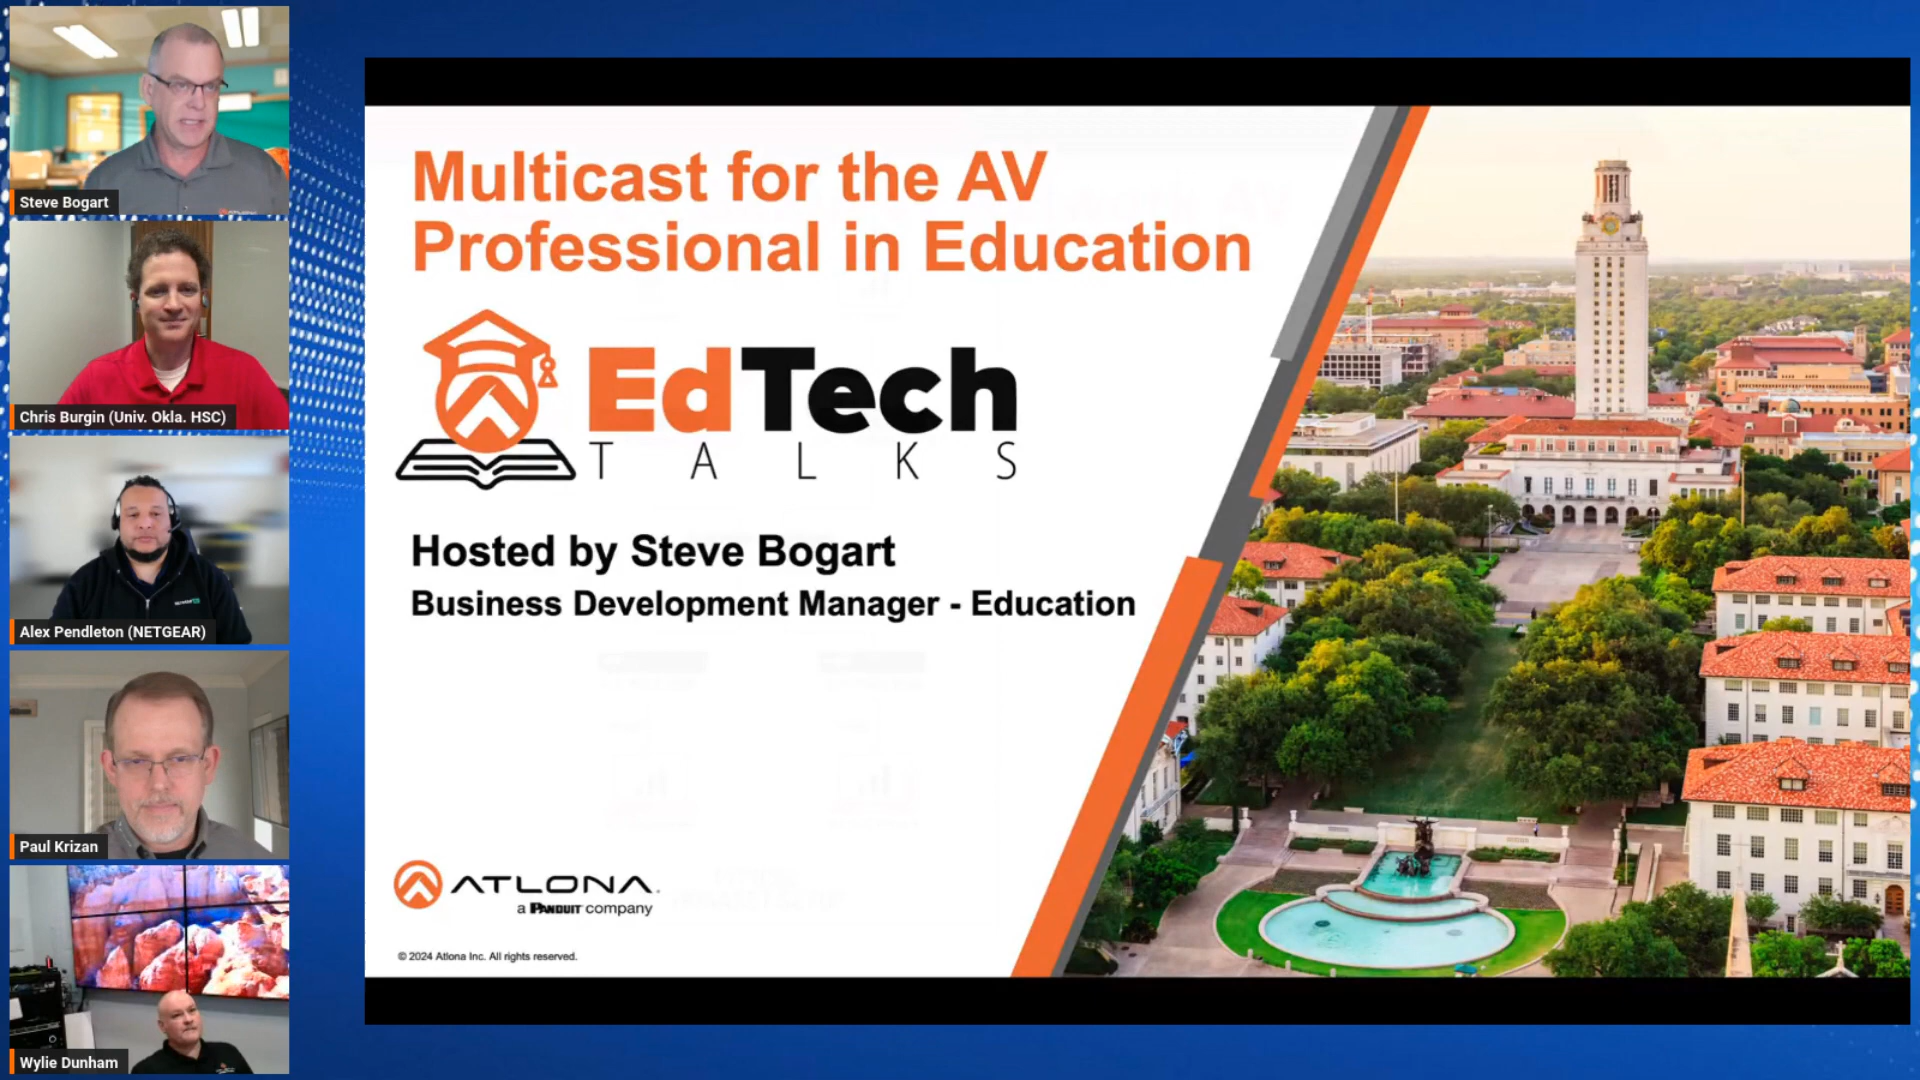 Steve Bogart
Chris Burgin (Univ. Okla. HSC)
Alex Pendleton (NETGEAR)
Paul Krizan
Wylie Dunham
Multicast for the AV
Professional in Education
EdTech
TALKS
Hosted by Steve Bogart
Business Development Manager - Education
ATLONA
a PANDUIT company
© 2024 Atlona Inc. All rights reserved.